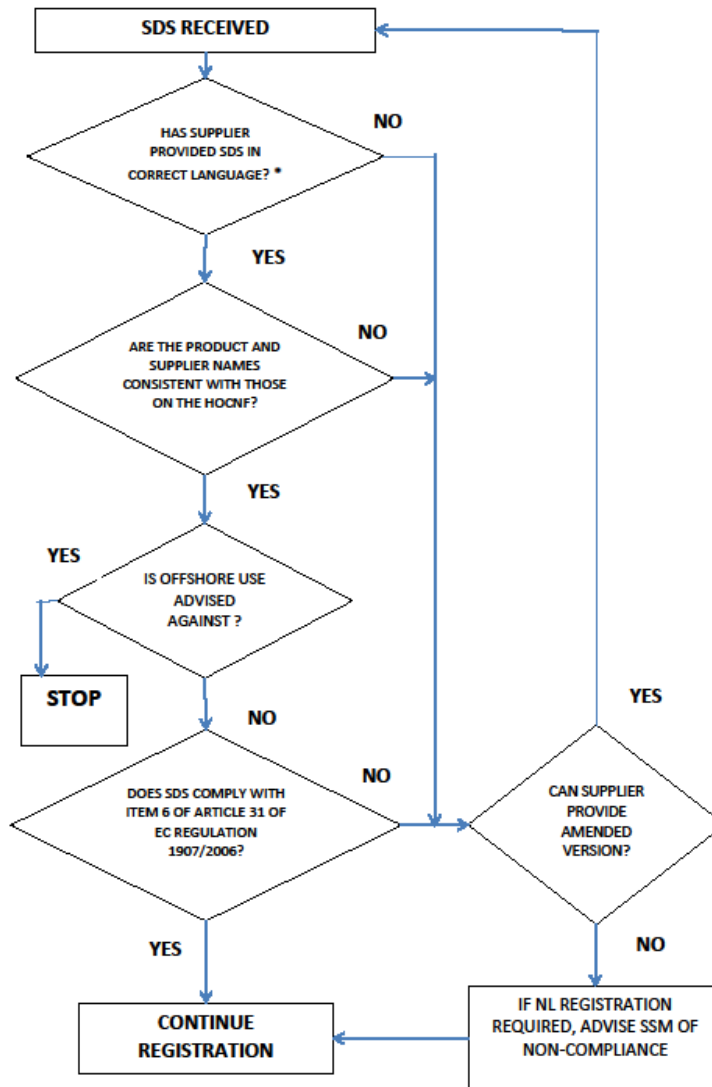 SDS RECEIVED
NO
HAS SUPPLIER
PROVIDED SDS IN
CORRECT LANGUAGE? *
YES
NO
ARE THE PRODUCT AND
SUPPLIER NAMES
CONSISTENT WITH THOSE
ON THE HOCNF?
YES
YES
IS OFFSHORE USE
ADVISED
AGAINST ?
STOP
NO
YES
NO
DOES SDS COMPLY WITH
ITEM 6 OF ARTICLE 31 OF
EC REGULATION
1907/2006?
CAN SUPPLIER
PROVIDE
AMENDED
VERSION?
YES
NO
CONTINUE
REGISTRATION
IF NL REGISTRATION
REQUIRED, ADVISE SSM OF
NON-COMPLIANCE